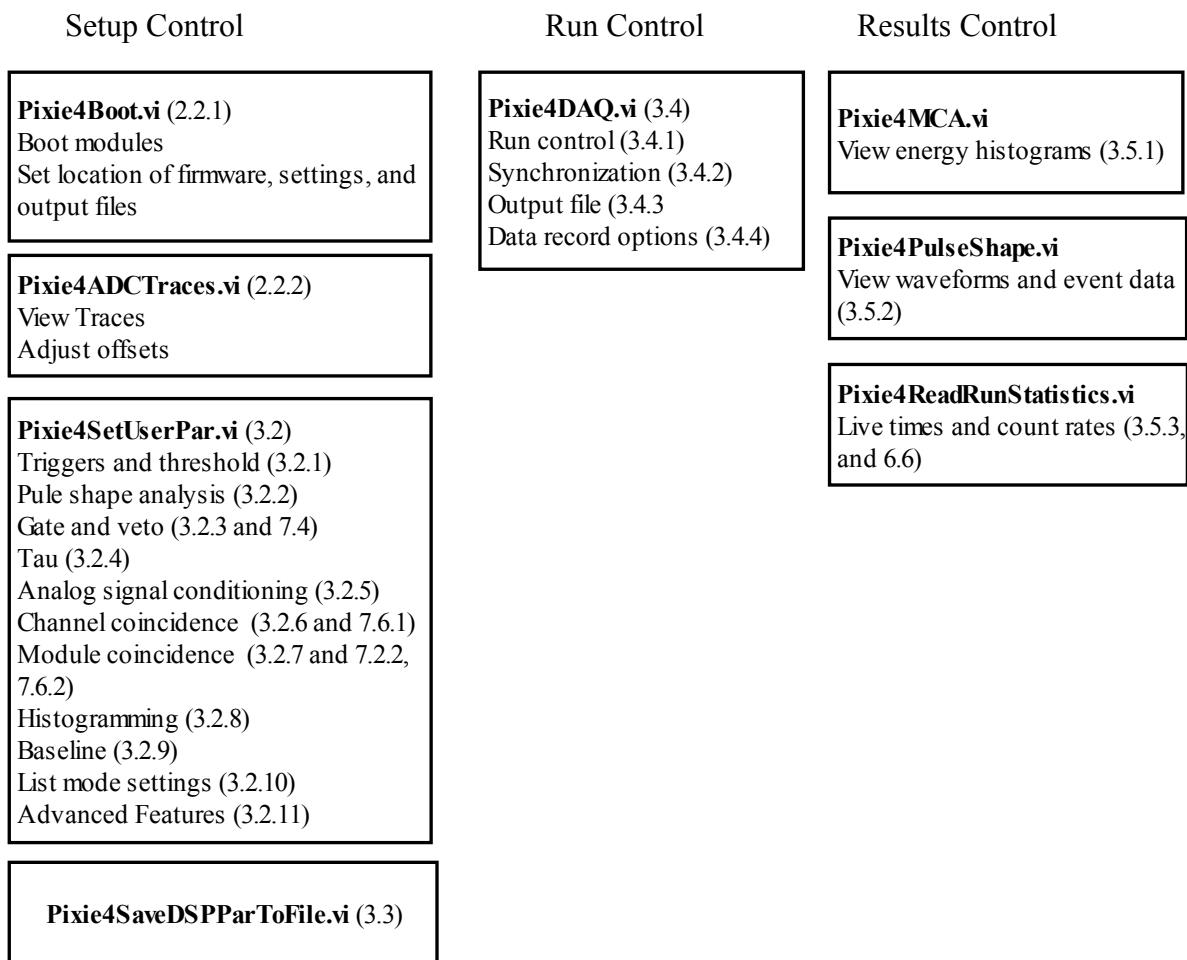 Setup Control
Pixie4Boot.vi (2.2.1)
Boot modules
Set location of firmware, settings, and
output files
Pixie4ADCTraces.vi (2.2.2)
View Traces
Adjust offsets
Pixie4SetUserPar.vi (3.2)
Triggers and threshold (3.2.1)
Pule shape analysis (3.2.2)
Gate and veto (3.2.3 and 7.4)
Tau (3.2.4)
Analog signal conditioning (3.2.5)
Channel coincidence (3.2.6 and 7.6.1)
Module coincidence (3.2.7 and 7.2.2,
7.6.2)
Histogramming (3.2.8)
Baseline (3.2.9)
List mode settings (3.2.10)
Advanced Features (3.2.11)
Pixie4SaveDSPParToFile.vi (3.3)
Run Control
Pixie4DAQ.vi (3.4)
Run control (3.4.1)
Synchronization (3.4.2)
Output file (3.4.3
Data record options (3.4.4)
Results Control
Pixie4MCA.vi
View energy histograms (3.5.1)
Pixie4PulseShape.vi
View waveforms and event data
(3.5.2)
Pixie4ReadRunStatistics.vi
Live times and count rates (3.5.3,
and 6.6)